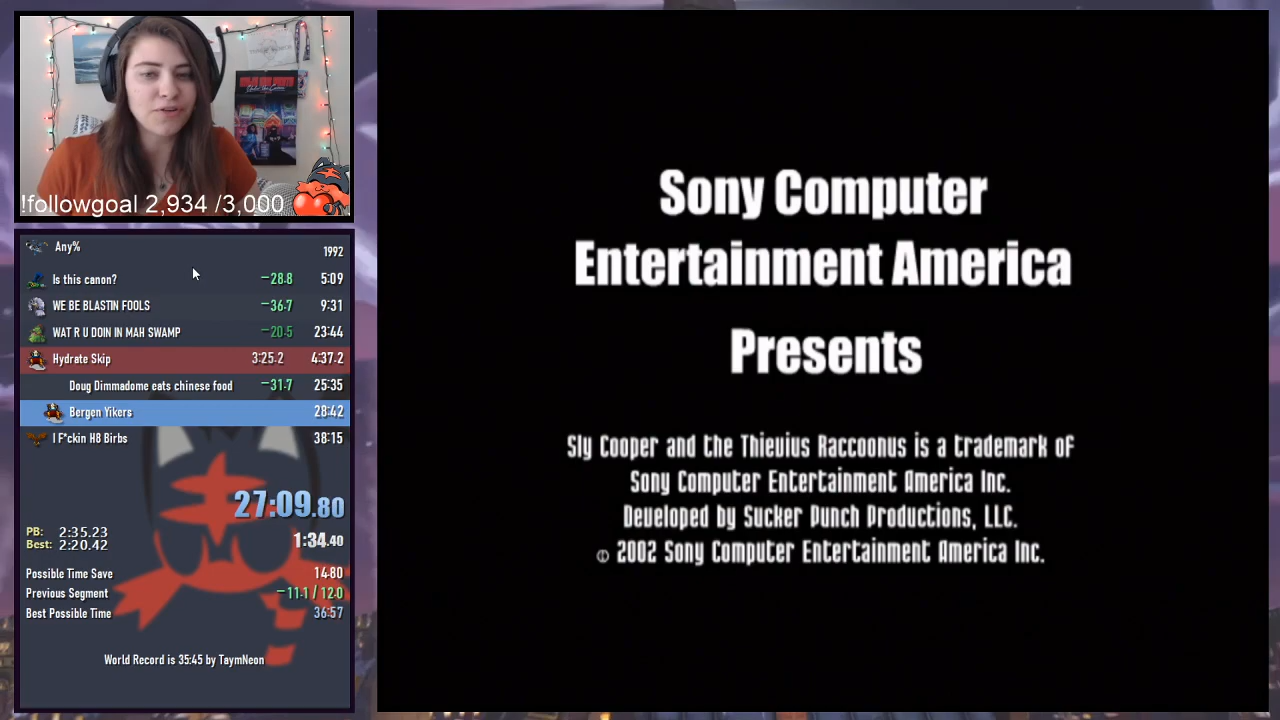 !followgoal 2,934 /3,000
Any%
1992
Is this canon? −28.8 5:09
WE BE BLASTIN FOOLS −36.7 9:31
WAT R U DOIN IN MAH SWAMP −20.5 23:44
Hydrate Skip 3:25.2 4:37.2
Doug Dimmadome eats chinese food −31.7 25:35
Bergen Yikers 28:42
I F*ckin H8 Birbs 38:15
27:09.80
PB: 2:35.23
Best: 2:20.42
1:34.40
Possible Time Save 14.80
Previous Segment −11.1 / 12.0
Best Possible Time 36:57
World Record is 35:45 by TaymNeon
Sony Computer
Entertainment America
Presents
Sly Cooper and the Thievius Raccoonus is a trademark of
Sony Computer Entertainment America Inc.
Developed by Sucker Punch Productions, LLC.
© 2002 Sony Computer Entertainment America Inc.